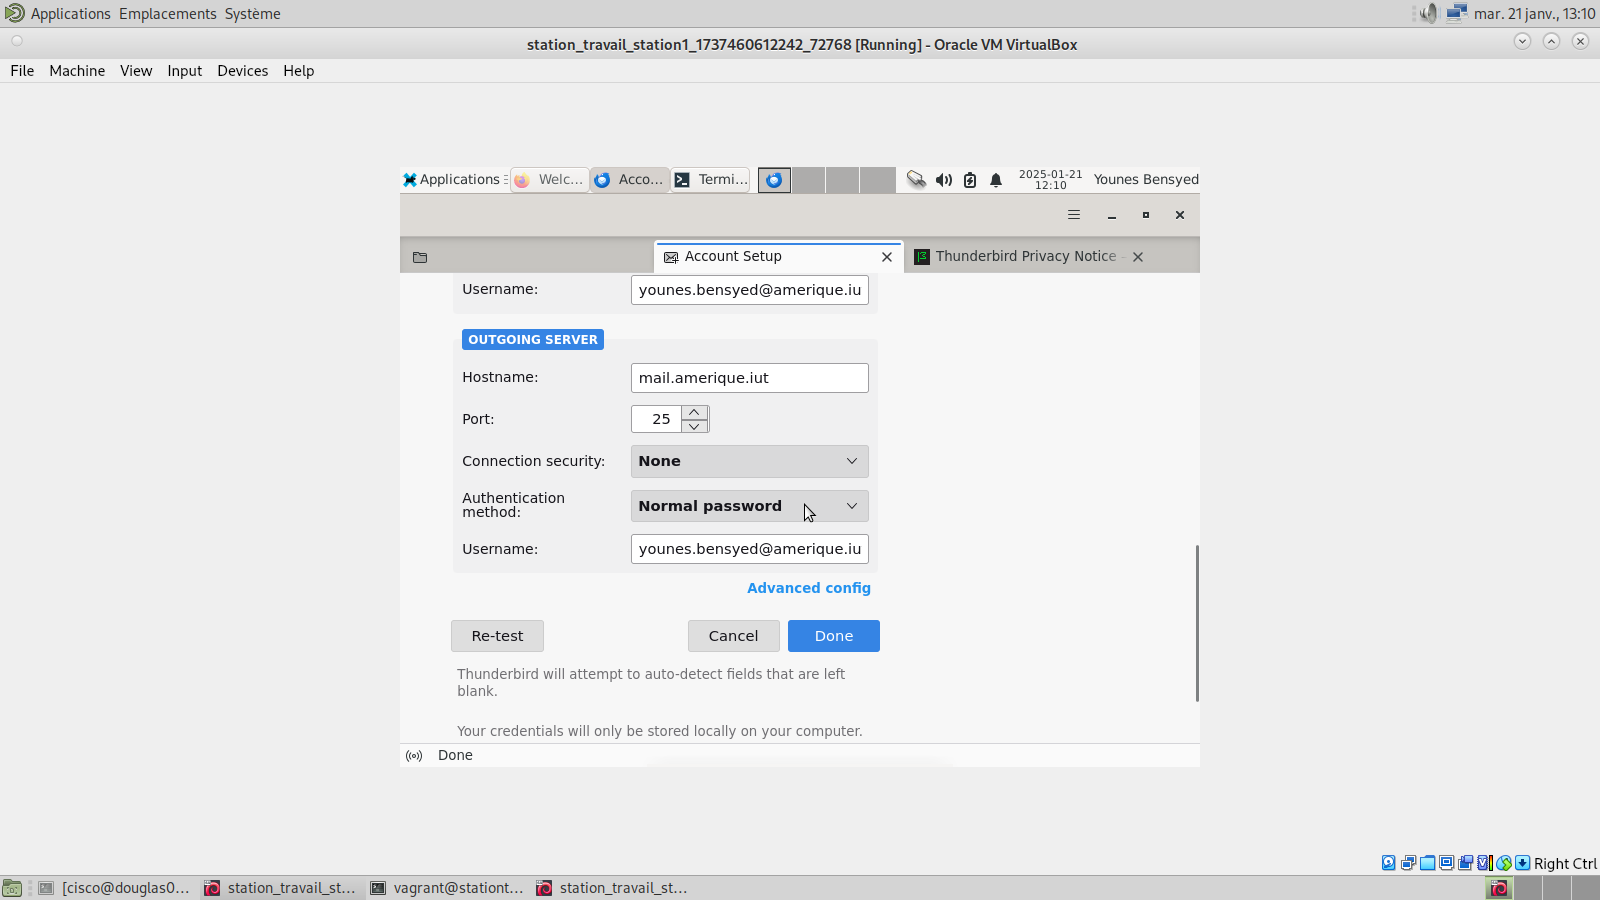 Applications Emplacements Système
mar. 21 janv., 13:10
station_travail_station1_1737460612242_72768 [Running] - Oracle VM VirtualBox
File Machine View Input Devices Help
Applications
Welc...
Acco...
Termi...
2025-01-21
12:10
Younes Bensyed
Account Setup
Thunderbird Privacy Notice -
Username:
younes.bensyed@amerique.iu
OUTGOING SERVER
Hostname:
mail.amerique.iut
Port:
25
Connection security:
None
Authentication
method:
Normal password
Username:
younes.bensyed@amerique.iu
Advanced config
Re-test
Cancel
Done
Thunderbird will attempt to auto-detect fields that are left
blank.
Your credentials will only be stored locally on your computer.
Done
Right Ctrl
[cisco@douglas0...
station_travail_st...
vagrant@stationt...
station_travail_st...